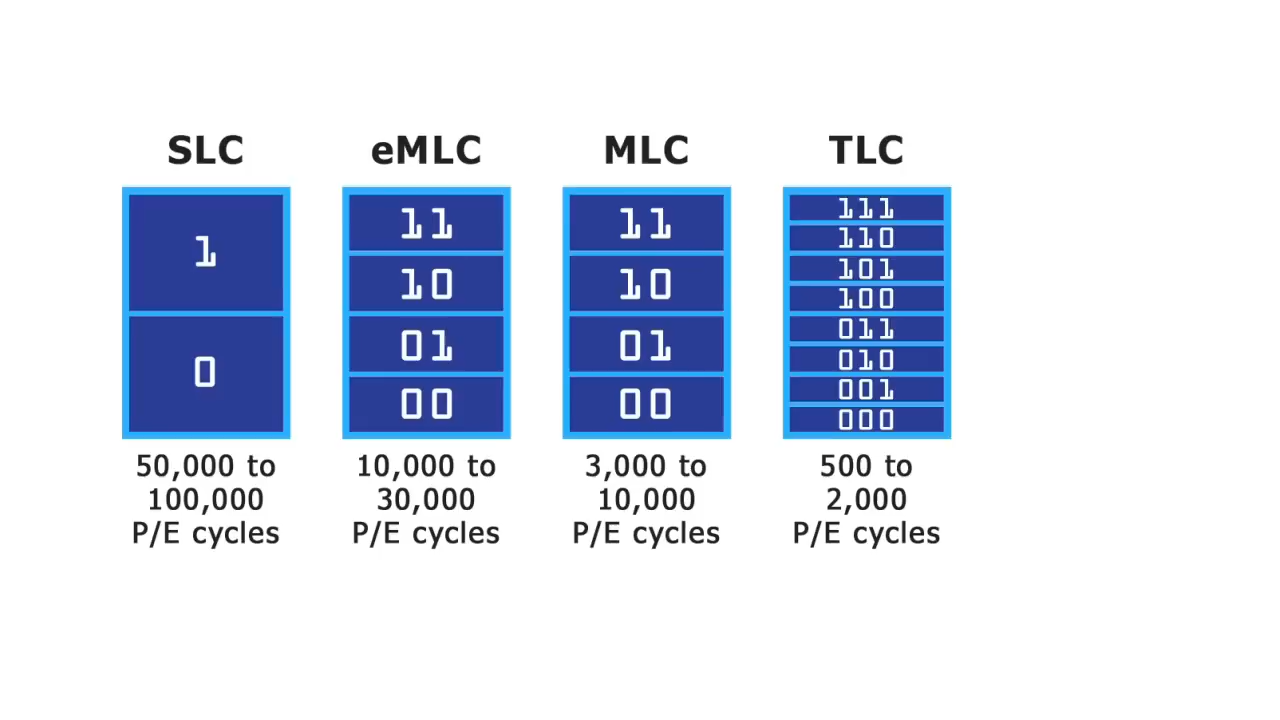 SLC
1
0
50,000 to
100,000
P/E cycles
eMLC
11
10
01
00
10,000 to
30,000
P/E cycles
MLC
11
10
01
00
3,000 to
10,000
P/E cycles
TLC
111
110
101
100
011
010
001
000
500 to
2,000
P/E cycles